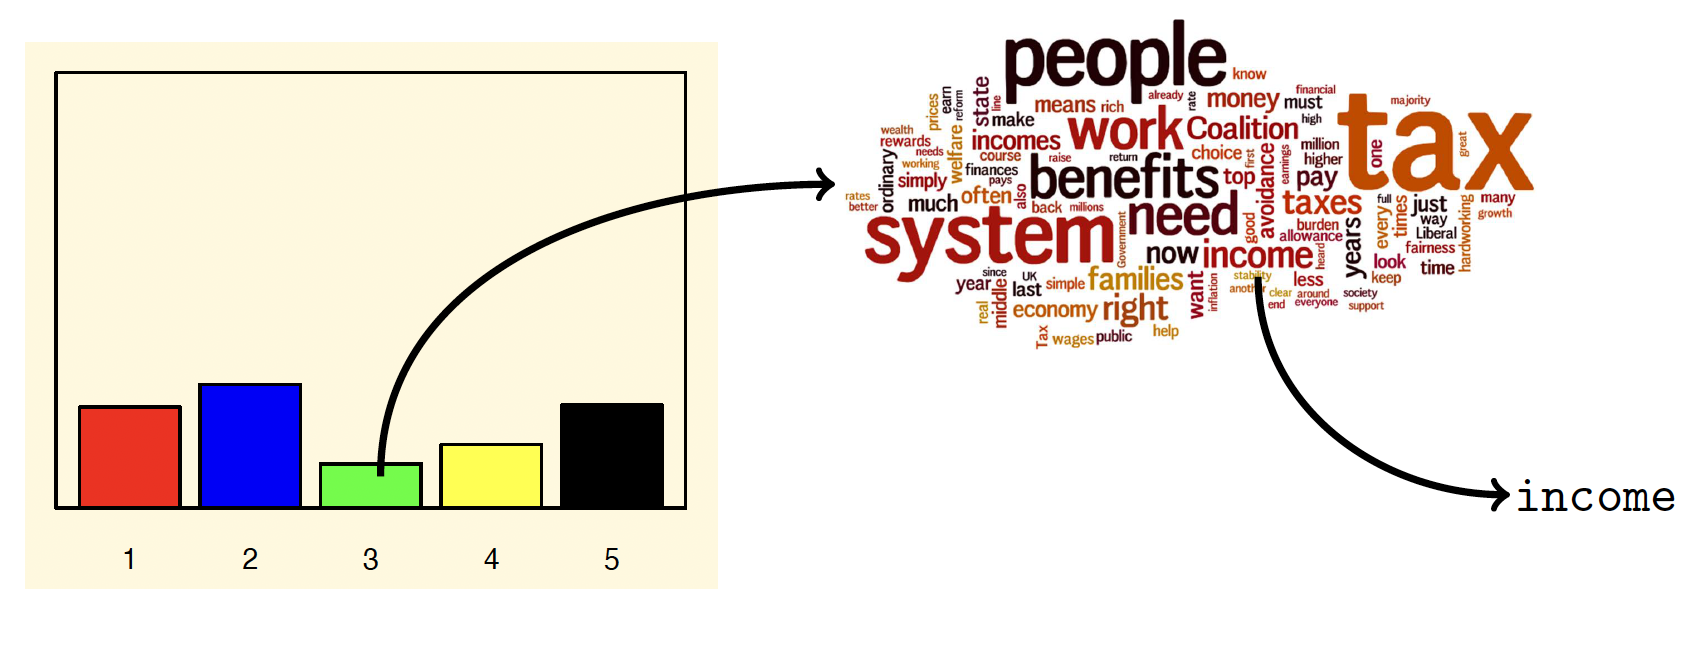 people
know
state
line
earn
reform
prices
means rich
already
rate
money
financial
must
majority
high
make
work
Coalition
tax
wealth
rewards
needs
working
welfare
incomes
course
raise
return
choice
first
earnings
avoidance
million
higher
one
great
ordinary
simply
finances
pays
also
benefits
top
pay
rates
better
much
often
back
millions
need
good
taxes
full
every
times
just
many
growth
way
system
Government
now
income
burden
allowance
heard
years
Liberal
fairness
hardworking
look
keep
time
since
year
middle
UK
last
simple
families
want
inflation
stability
another
clear
less
around
end
everyone
society
support
real
economy
right
Tax
wages
public
help
income
1 2 3 4 5